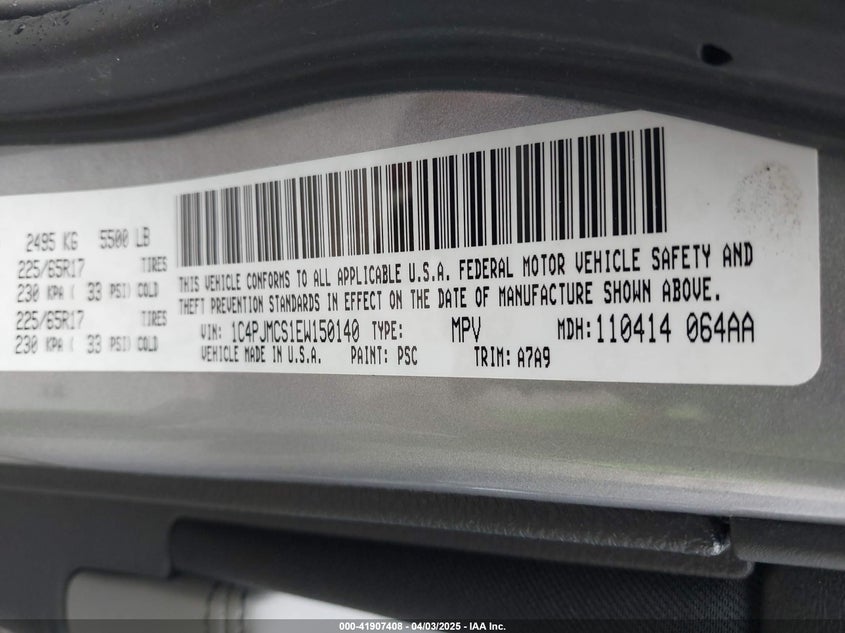 2495 KG 5500 LB
225/65R17 TIRES
230 KPA ( 33 PSI) COLD
225/65R17 TIRES
230 KPA ( 33 PSI) COLD
THIS VEHICLE CONFORMS TO ALL APPLICABLE U.S.A. FEDERAL MOTOR VEHICLE SAFETY AND
THEFT PREVENTION STANDARDS IN EFFECT ON THE DATE OF MANUFACTURE SHOWN ABOVE.
VIN: 1C4PJMCS1EW150140 TYPE: MPV MDH: 110414 064AA
VEHICLE MADE IN U.S.A. PAINT: PSC TRIM: A7A9
000-41907408 - 04/03/2025 - IAA Inc.